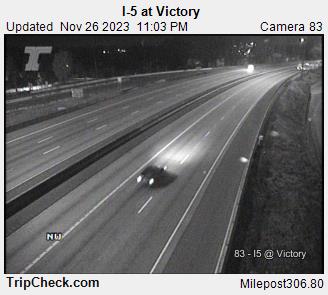 I-5 at Victory
Updated Nov 26 2023 11:03 PM Camera 83
T
NW
83 - I5 @ Victory
TripCheck.com Milepost306.80